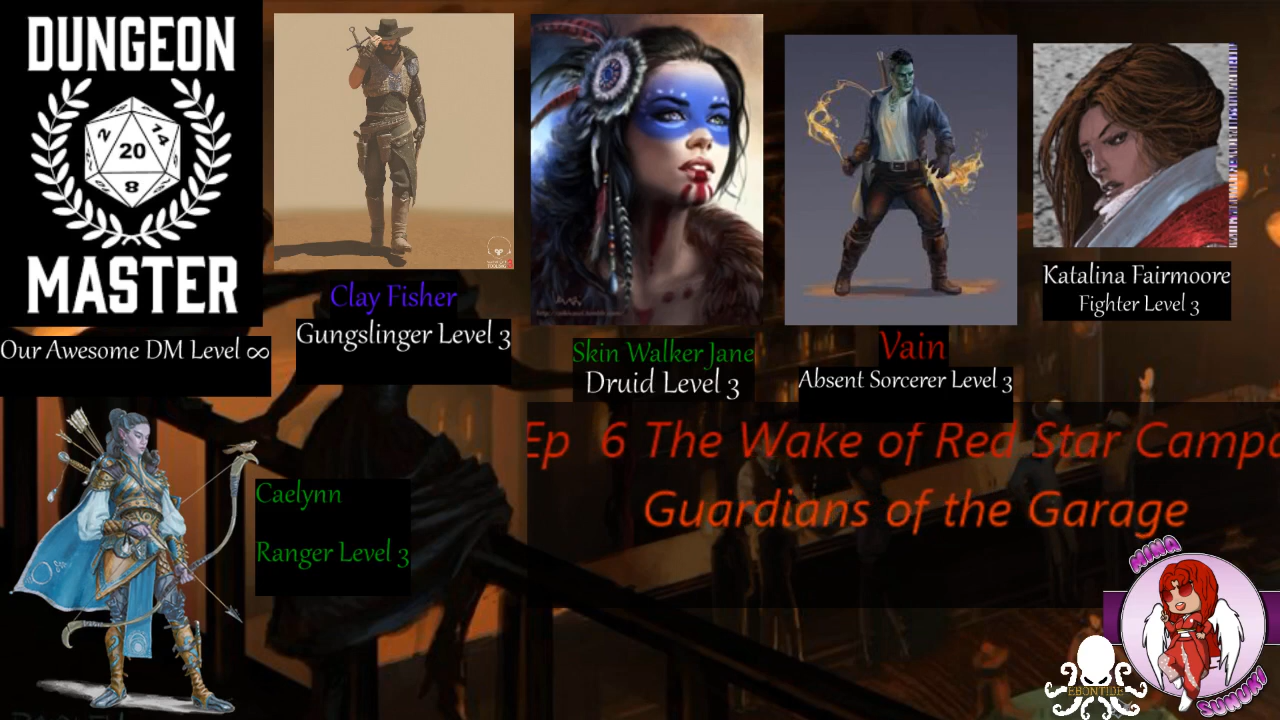 DUNGEON
20
2
14
8
MASTER
Our Awesome DM Level ∞
Clay Fisher
Gungslinger Level 3
Skin Walker Jane
Druid Level 3
Vain
Absent Sorcerer Level 3
Katalina Fairmoore
Fighter Level 3
Caelynn
Ranger Level 3
Ep 6 The Wake of Red Star Campa
Guardians of the Garage
MIMA
SUMUKI
EBONTIDE